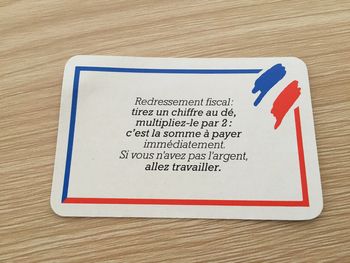 Redressement fiscal:
tirez un chiffre au dé,
multipliez-le par 2 :
c'est la somme à payer
immédiatement.
Si vous n'avez pas l'argent,
allez travailler.